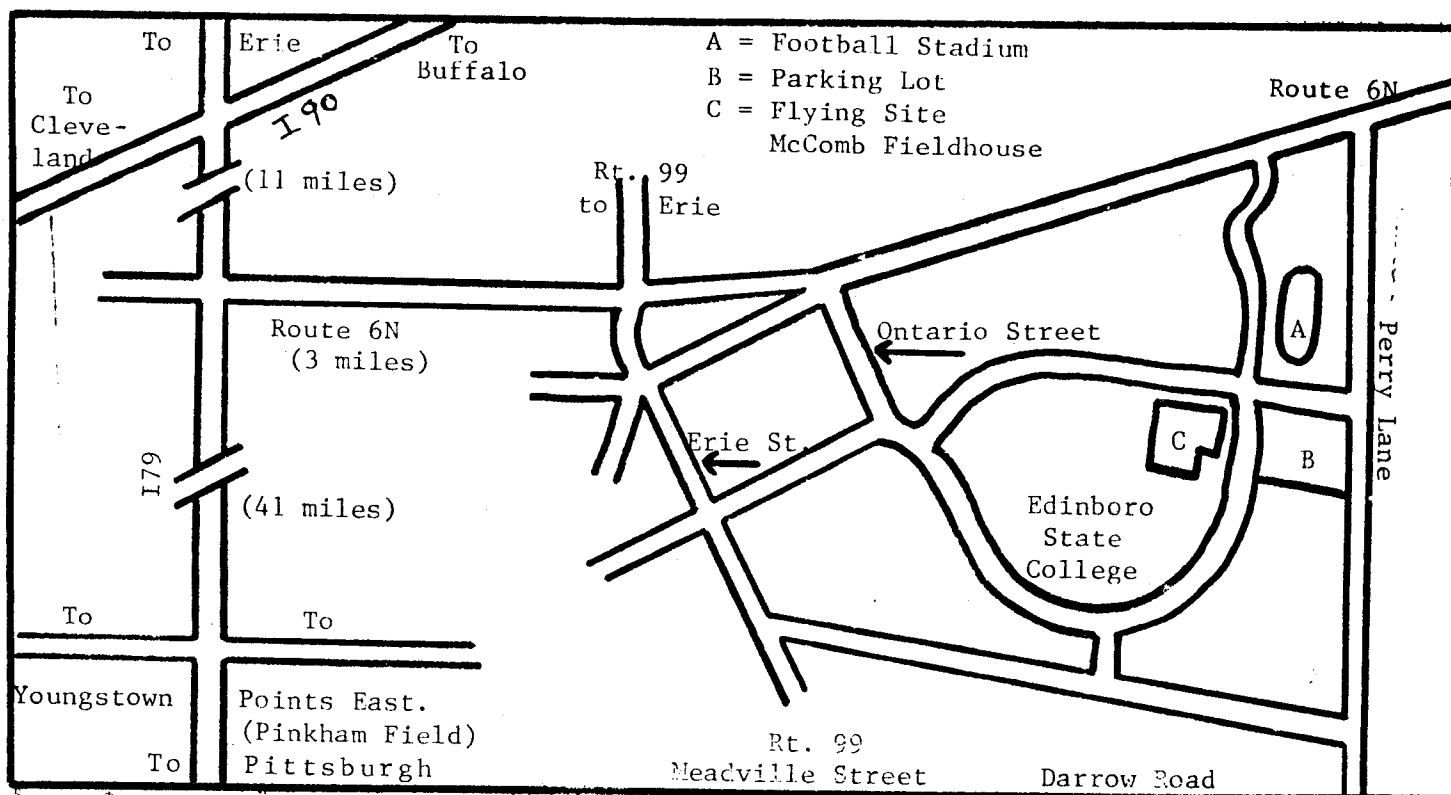 To Erie
To
Buffalo
To
Cleve-
land
I 90
A = Football Stadium
B = Parking Lot
C = Flying Site
McComb Fieldhouse
Route 6N
(11 miles)
Rt. 99
to Erie
Route 6N
(3 miles)
Ontario Street
A
Perry Lane
Erie St.
C
B
I79
(41 miles)
Edinboro
State
College
To
Youngstown
To
Points East.
(Pinkham Field)
To Pittsburgh
Rt. 99
Meadville Street
Darrow Road